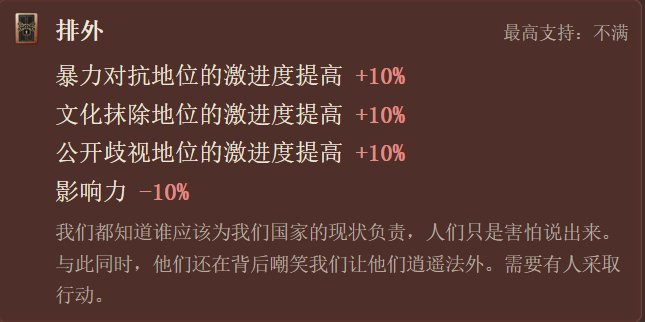 排外
最高支持：不满
暴力对抗地位的激进度提高 +10%
文化抹除地位的激进度提高 +10%
公开歧视地位的激进度提高 +10%
影响力 −10%
我们都知道谁应该为我们国家的现状负责，人们只是害怕说出来。
与此同时，他们还在背后嘲笑我们让他们逍遥法外。需要有人采取
行动。